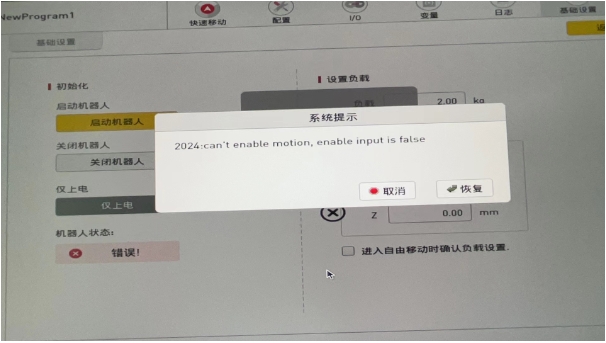 NewProgram1
快速移动
配置
I/O
变量
日志
基础设置
基础设置
初始化
启动机器人
启动机器人
关闭机器人
关闭机器人
仅上电
仅上电
机器人状态:
错误!
设置负载
负载
2.00 kg
系统提示
2024:can't enable motion, enable input is false
取消
恢复
Z 0.00 mm
进入自由移动时确认负载设置.